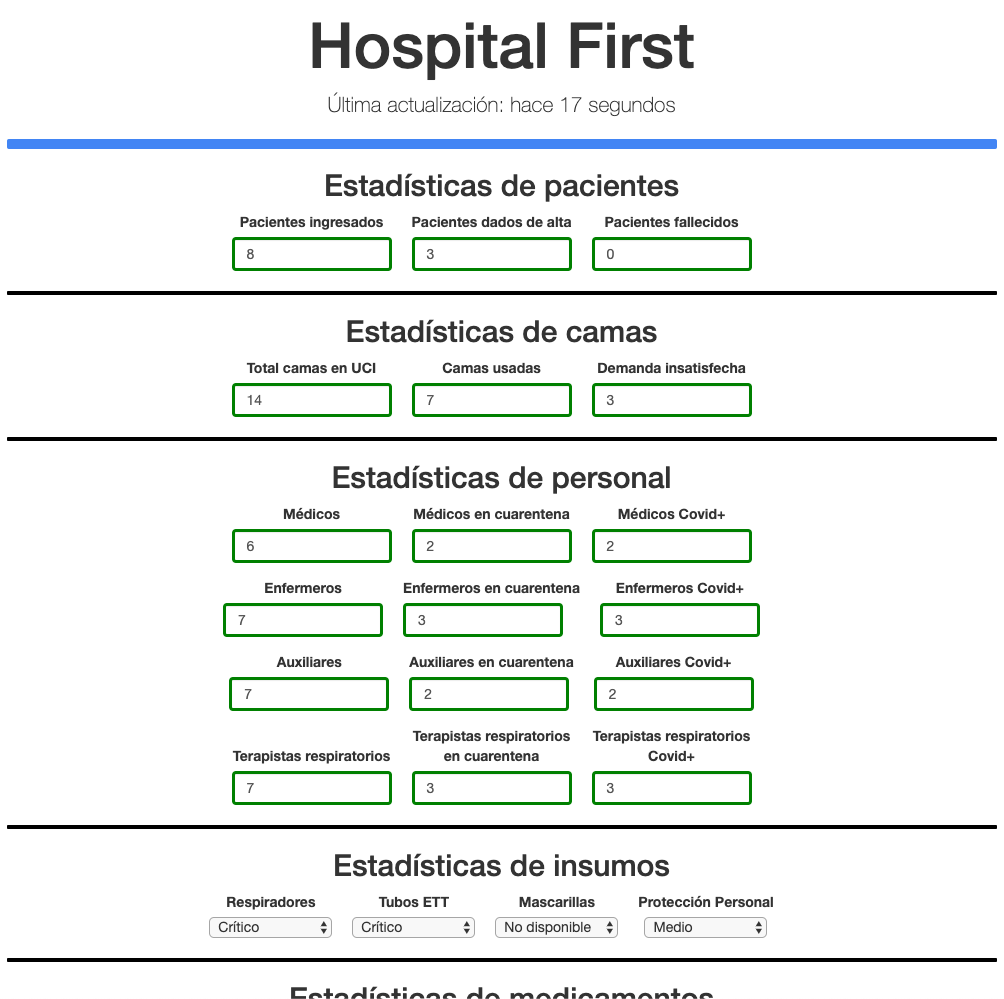 Hospital First
Última actualización: hace 17 segundos
Estadísticas de pacientes
Pacientes ingresados Pacientes dados de alta Pacientes fallecidos
8 3 0
Estadísticas de camas
Total camas en UCI Camas usadas Demanda insatisfecha
14 7 3
Estadísticas de personal
Médicos Médicos en cuarentena Médicos Covid+
6 2 2
Enfermeros Enfermeros en cuarentena Enfermeros Covid+
7 3 3
Auxiliares Auxiliares en cuarentena Auxiliares Covid+
7 2 2
Terapistas respiratorios Terapistas respiratorios en cuarentena Terapistas respiratorios Covid+
7 3 3
Estadísticas de insumos
Respiradores Tubos ETT Mascarillas Protección Personal
Crítico Crítico No disponible Medio
Estadísticas de medicamentos